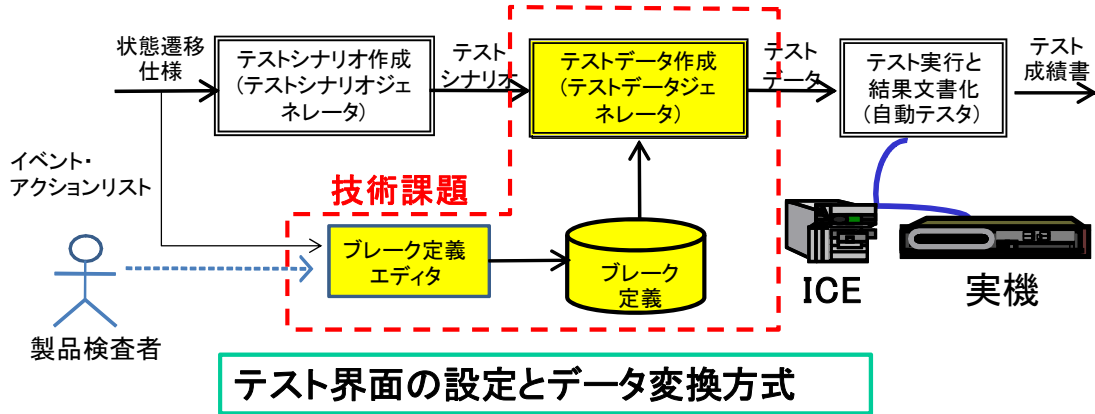 状態遷移
仕様
テストシナリオ作成
(テストシナリオジェ
ネレータ)
テスト
シナリオ
テストデータ作成
(テストデータジェ
ネレータ)
テスト
データ
テスト実行と
結果文書化
(自動テスタ)
テスト
成績書
イベント・
アクションリスト
技術課題
ブレーク定義
エディタ
ブレーク
定義
ICE
実機
製品検査者
テスト界面の設定とデータ変換方式